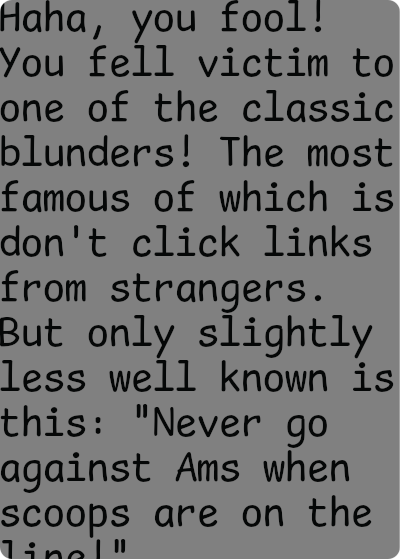 Haha, you fool!
You fell victim to
one of the classic
blunders! The most
famous of which is
don't click links
from strangers.
But only slightly
less well known is
this: "Never go
against Ams when
scoops are on the
line!"